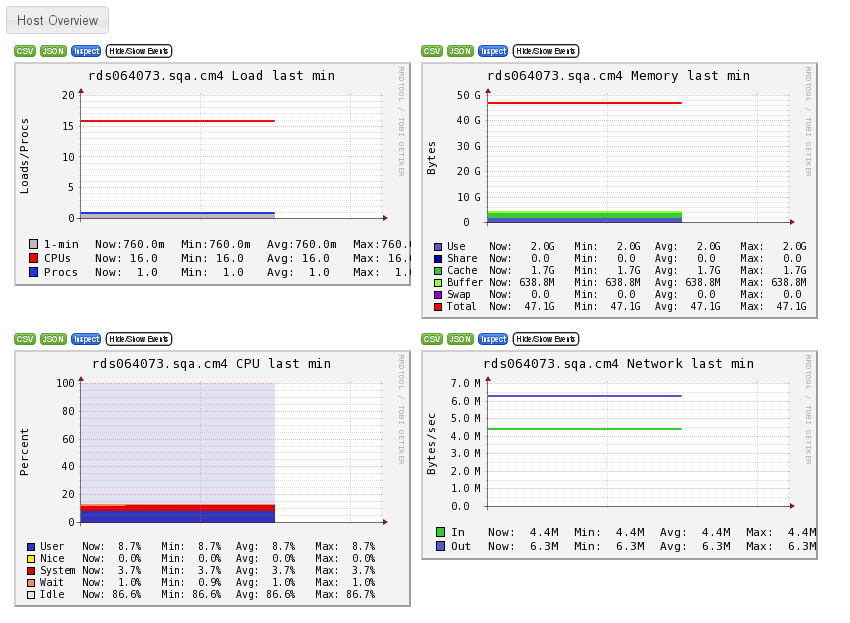 Host Overview
CSV JSON Inspect Hide/Show Events
rds064073.sqa.cm4 Load last min
RRDTOOL / TOBI OETIKER
Loads/Procs
20
15
10
5
0
1-min Now:760.0m Min:760.0m Avg:760.0m Max:760.0
CPUs Now: 16.0 Min: 16.0 Avg: 16.0 Max: 16.
Procs Now: 1.0 Min: 1.0 Avg: 1.0 Max: 1.
CSV JSON Inspect Hide/Show Events
rds064073.sqa.cm4 Memory last min
RRDTOOL / TOBI OETIKER
Bytes
50 G
40 G
30 G
20 G
10 G
0
Use Now: 2.0G Min: 2.0G Avg: 2.0G Max: 2.0G
Share Now: 0.0 Min: 0.0 Avg: 0.0 Max: 0.0
Cache Now: 1.7G Min: 1.7G Avg: 1.7G Max: 1.7G
Buffer Now: 638.8M Min: 638.8M Avg: 638.8M Max: 638.8M
Swap Now: 0.0 Min: 0.0 Avg: 0.0 Max: 0.0
Total Now: 47.1G Min: 47.1G Avg: 47.1G Max: 47.1G
CSV JSON Inspect Hide/Show Events
rds064073.sqa.cm4 CPU last min
RRDTOOL / TOBI OETIKER
Percent
100
80
60
40
20
0
User Now: 8.7% Min: 8.7% Avg: 8.7% Max: 8.7%
Nice Now: 0.0% Min: 0.0% Avg: 0.0% Max: 0.0%
System Now: 3.7% Min: 3.7% Avg: 3.7% Max: 3.7%
Wait Now: 1.0% Min: 0.9% Avg: 1.0% Max: 1.0%
Idle Now: 86.6% Min: 86.6% Avg: 86.6% Max: 86.7%
CSV JSON Inspect Hide/Show Events
rds064073.sqa.cm4 Network last min
RRDTOOL / TOBI OETIKER
Bytes/sec
7.0 M
6.0 M
5.0 M
4.0 M
3.0 M
2.0 M
1.0 M
0.0
In Now: 4.4M Min: 4.4M Avg: 4.4M Max: 4.4M
Out Now: 6.3M Min: 6.3M Avg: 6.3M Max: 6.3M